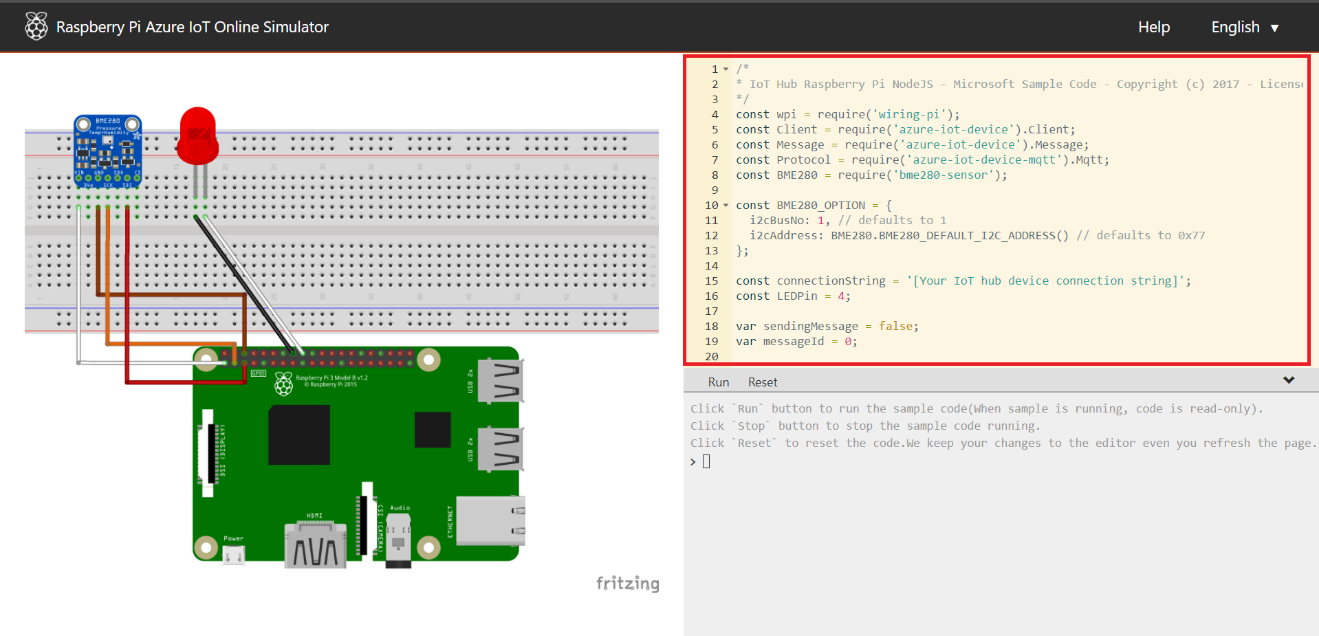 Raspberry Pi Azure IoT Online Simulator
Help
English ▼
BME280
Pressure
Temp+Humidity
VIN GND SDO CS
3Vo SCK SDI
GPIO
Raspberry Pi 3 Model B v1.2
© Raspberry Pi 2015
USB 2x
USB 2x
DSI (DISPLAY)
CSI (CAMERA)
Audio
ETHERNET
HDMI
Power
fritzing
1 /*
2 * IoT Hub Raspberry Pi NodeJS - Microsoft Sample Code - Copyright (c) 2017 - License
3 */
4 const wpi = require('wiring-pi');
5 const Client = require('azure-iot-device').Client;
6 const Message = require('azure-iot-device').Message;
7 const Protocol = require('azure-iot-device-mqtt').Mqtt;
8 const BME280 = require('bme280-sensor');
9
10 const BME280_OPTION = {
11 i2cBusNo: 1, // defaults to 1
12 i2cAddress: BME280.BME280_DEFAULT_I2C_ADDRESS() // defaults to 0x77
13 };
14
15 const connectionString = '[Your IoT hub device connection string]';
16 const LEDPin = 4;
17
18 var sendingMessage = false;
19 var messageId = 0;
20
Run Reset
Click `Run` button to run the sample code(When sample is running, code is read-only).
Click `Stop` button to stop the sample code running.
Click `Reset` to reset the code.We keep your changes to the editor even you refresh the page.
>